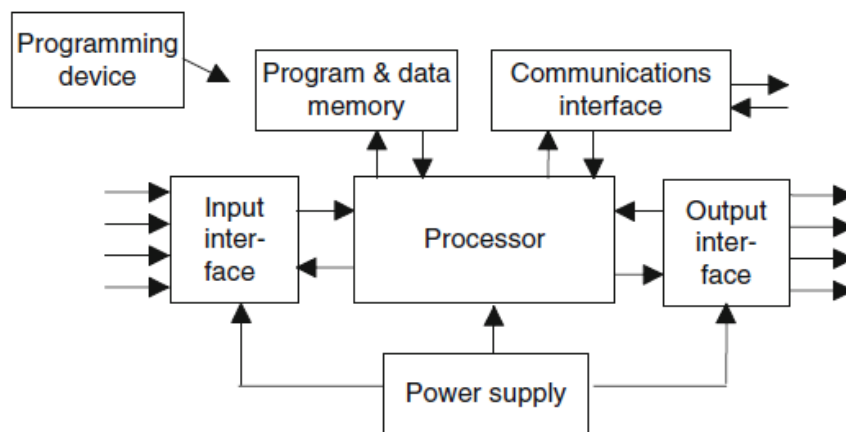 Programming
device
Program & data
memory
Communications
interface
Input
inter-
face
Processor
Output
inter-
face
Power supply